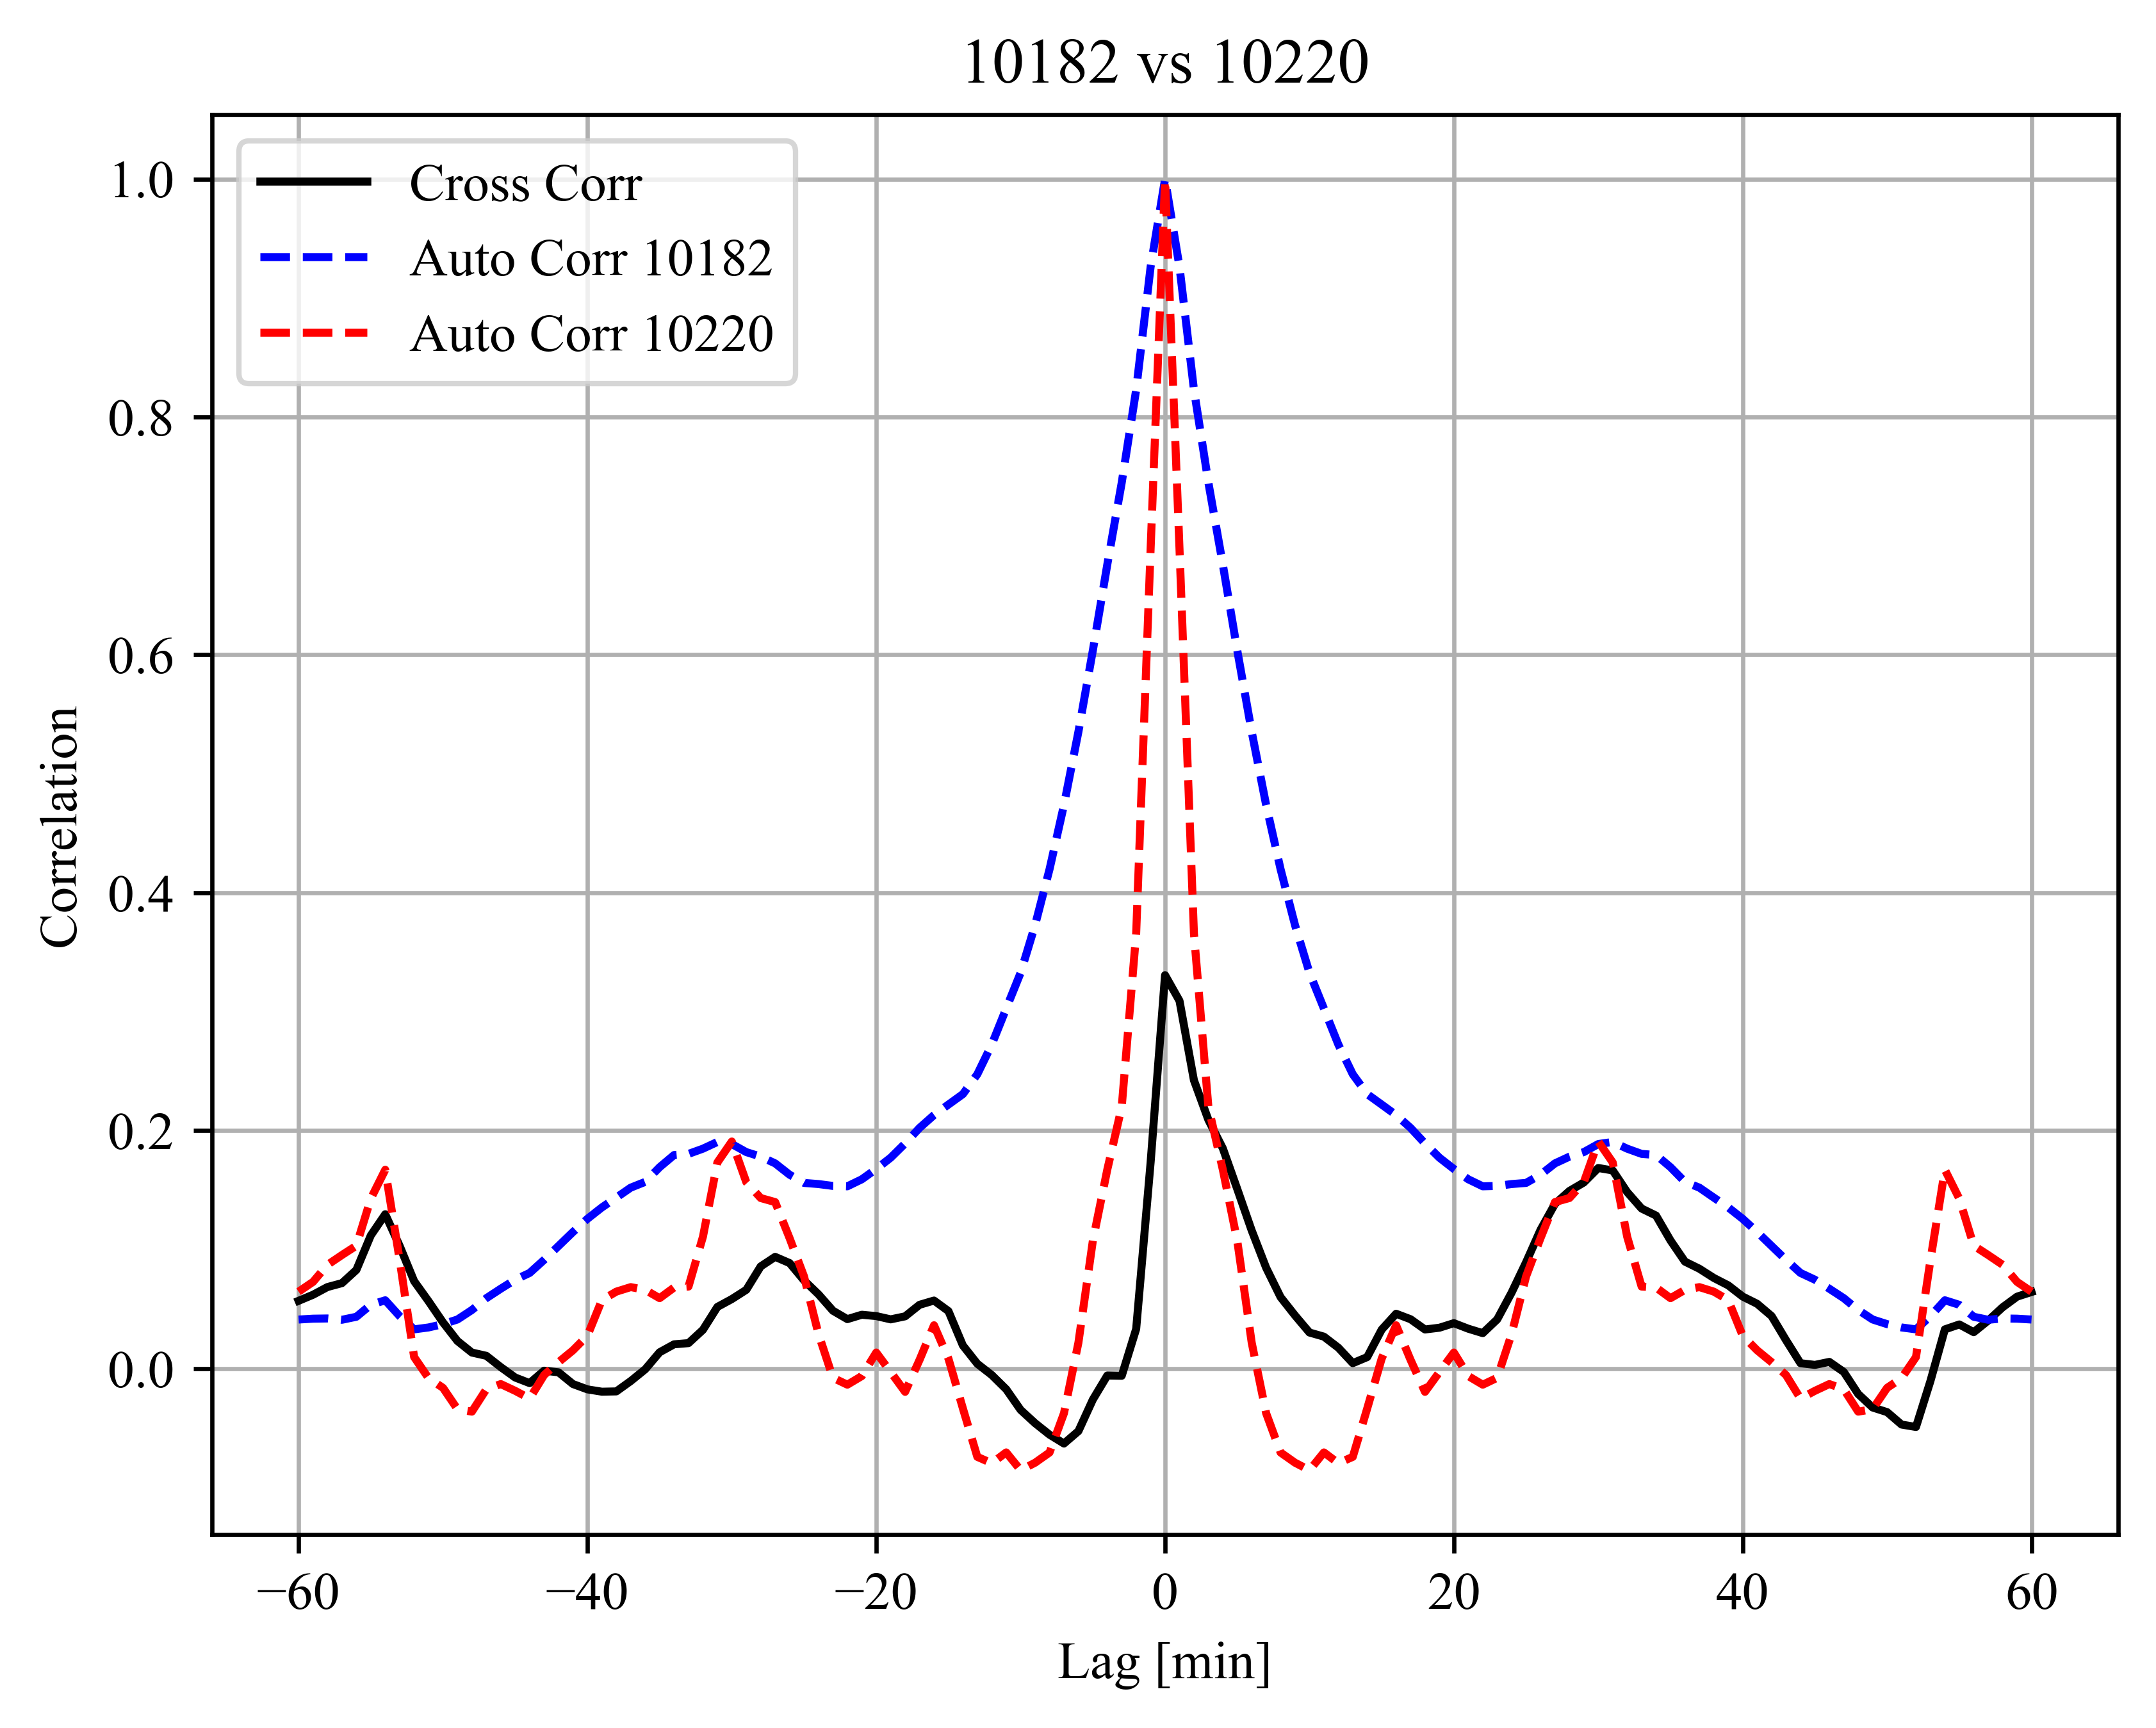 10182 vs 10220
Cross Corr
Auto Corr 10182
Auto Corr 10220
1.0
0.8
0.6
0.4
0.2
0.0
Correlation
−60 −40 −20 0 20 40 60
Lag [min]